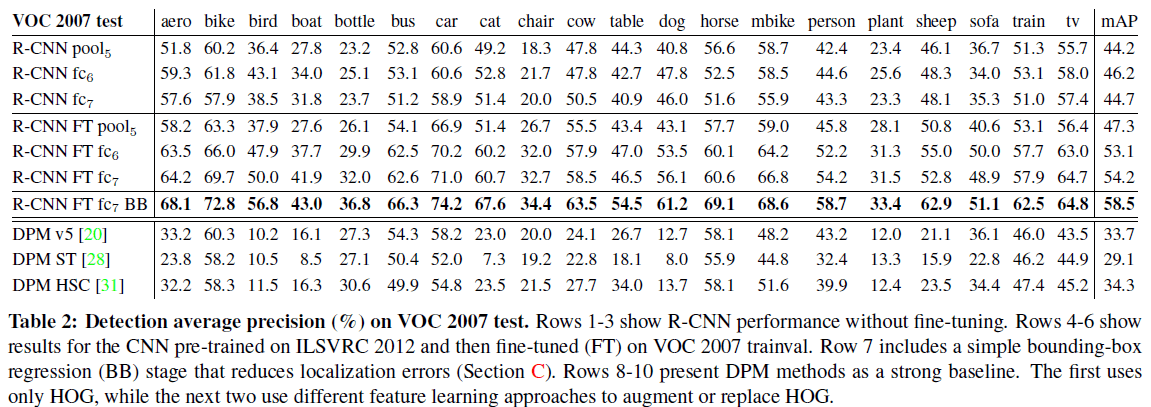 VOC 2007 test aero bike bird boat bottle bus car cat chair cow table dog horse mbike person plant sheep sofa train tv mAP
R-CNN pool5 51.8 60.2 36.4 27.8 23.2 52.8 60.6 49.2 18.3 47.8 44.3 40.8 56.6 58.7 42.4 23.4 46.1 36.7 51.3 55.7 44.2
R-CNN fc6 59.3 61.8 43.1 34.0 25.1 53.1 60.6 52.8 21.7 47.8 42.7 47.8 52.5 58.5 44.6 25.6 48.3 34.0 53.1 58.0 46.2
R-CNN fc7 57.6 57.9 38.5 31.8 23.7 51.2 58.9 51.4 20.0 50.5 40.9 46.0 51.6 55.9 43.3 23.3 48.1 35.3 51.0 57.4 44.7
R-CNN FT pool5 58.2 63.3 37.9 27.6 26.1 54.1 66.9 51.4 26.7 55.5 43.4 43.1 57.7 59.0 45.8 28.1 50.8 40.6 53.1 56.4 47.3
R-CNN FT fc6 63.5 66.0 47.9 37.7 29.9 62.5 70.2 60.2 32.0 57.9 47.0 53.5 60.1 64.2 52.2 31.3 55.0 50.0 57.7 63.0 53.1
R-CNN FT fc7 64.2 69.7 50.0 41.9 32.0 62.6 71.0 60.7 32.7 58.5 46.5 56.1 60.6 66.8 54.2 31.5 52.8 48.9 57.9 64.7 54.2
R-CNN FT fc7 BB 68.1 72.8 56.8 43.0 36.8 66.3 74.2 67.6 34.4 63.5 54.5 61.2 69.1 68.6 58.7 33.4 62.9 51.1 62.5 64.8 58.5
DPM v5 [20] 33.2 60.3 10.2 16.1 27.3 54.3 58.2 23.0 20.0 24.1 26.7 12.7 58.1 48.2 43.2 12.0 21.1 36.1 46.0 43.5 33.7
DPM ST [28] 23.8 58.2 10.5 8.5 27.1 50.4 52.0 7.3 19.2 22.8 18.1 8.0 55.9 44.8 32.4 13.3 15.9 22.8 46.2 44.9 29.1
DPM HSC [31] 32.2 58.3 11.5 16.3 30.6 49.9 54.8 23.5 21.5 27.7 34.0 13.7 58.1 51.6 39.9 12.4 23.5 34.4 47.4 45.2 34.3
Table 2: Detection average precision (%) on VOC 2007 test. Rows 1-3 show R-CNN performance without fine-tuning. Rows 4-6 show
results for the CNN pre-trained on ILSVRC 2012 and then fine-tuned (FT) on VOC 2007 trainval. Row 7 includes a simple bounding-box
regression (BB) stage that reduces localization errors (Section C). Rows 8-10 present DPM methods as a strong baseline. The first uses
only HOG, while the next two use different feature learning approaches to augment or replace HOG.